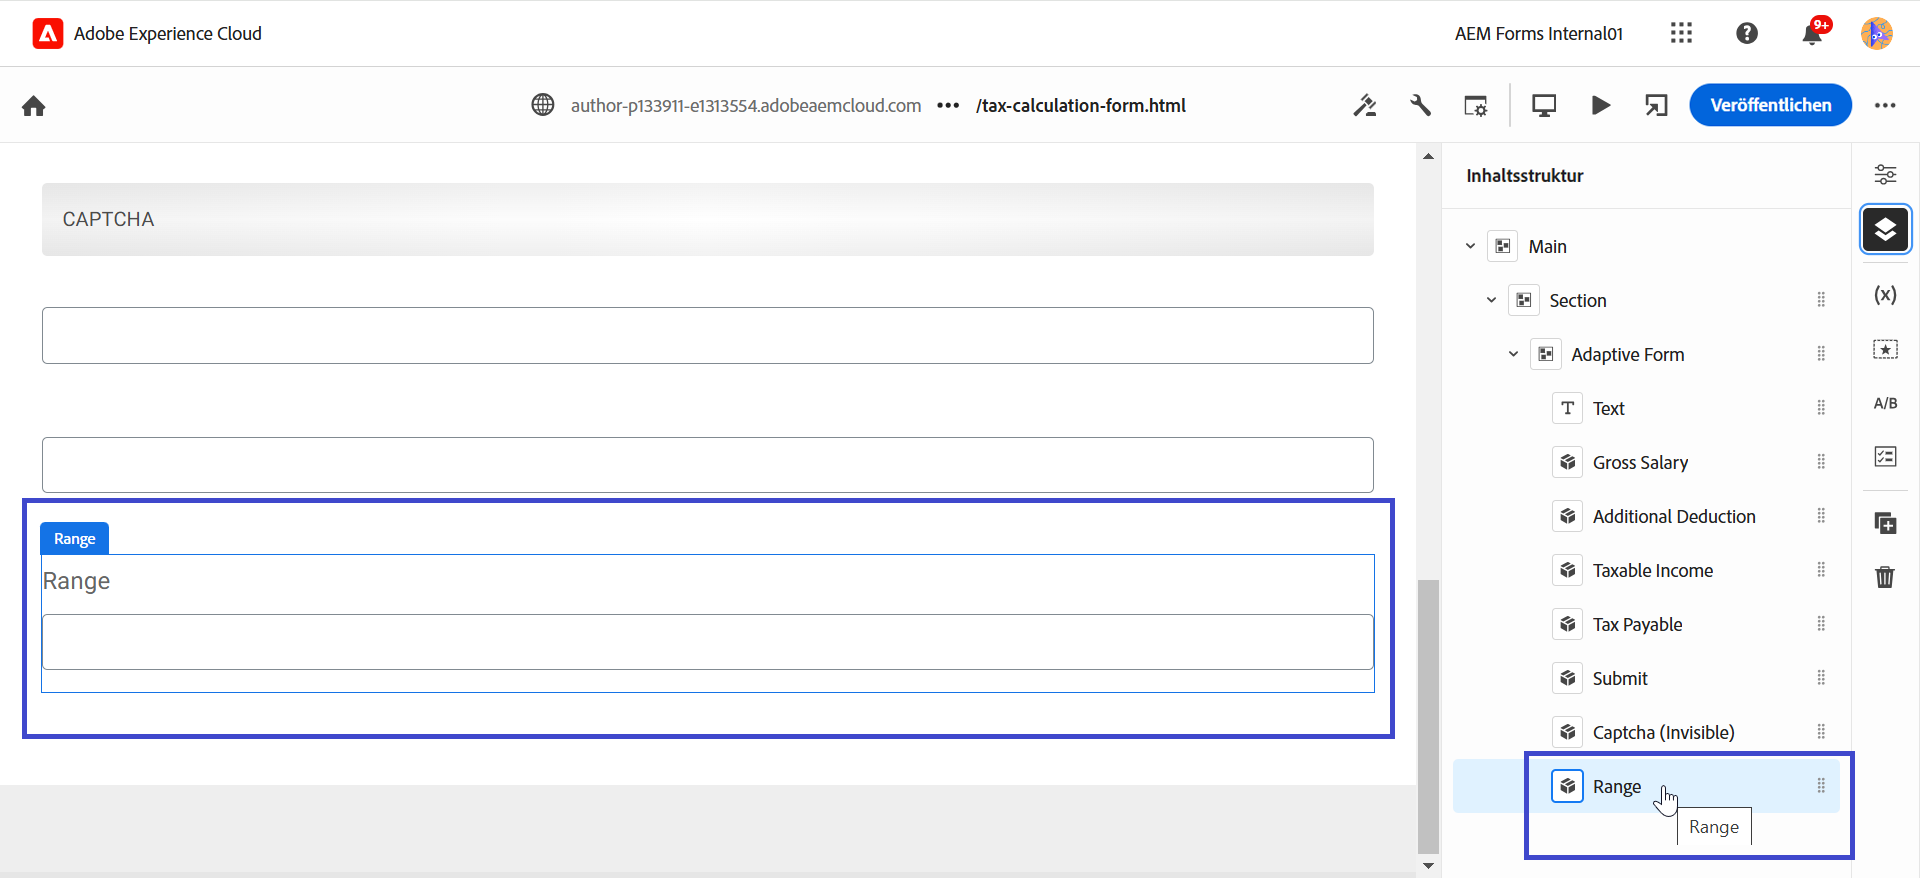 Adobe Experience Cloud
AEM Forms Internal01
9+
author-p133911-e1313554.adobeaemcloud.com ••• /tax-calculation-form.html
Veröffentlichen
CAPTCHA
Range
Range
Inhaltsstruktur
Main
Section
Adaptive Form
Text
Gross Salary
Additional Deduction
Taxable Income
Tax Payable
Submit
Captcha (Invisible)
Range
Range
(x)
A/B